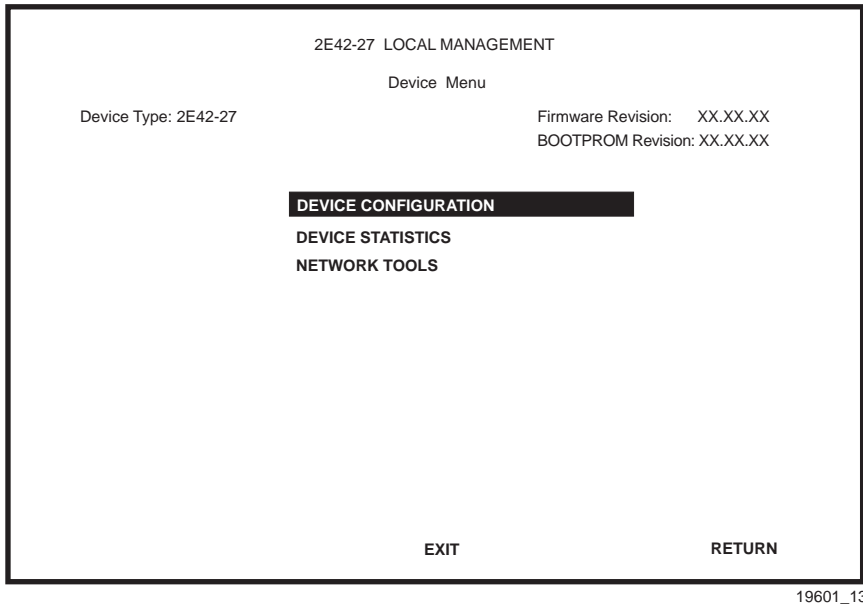 2E42-27 LOCAL MANAGEMENT
Device Menu
Device Type: 2E42-27
Firmware Revision: XX.XX.XX
BOOTPROM Revision: XX.XX.XX
DEVICE CONFIGURATION
DEVICE STATISTICS
NETWORK TOOLS
EXIT
RETURN
19601_13